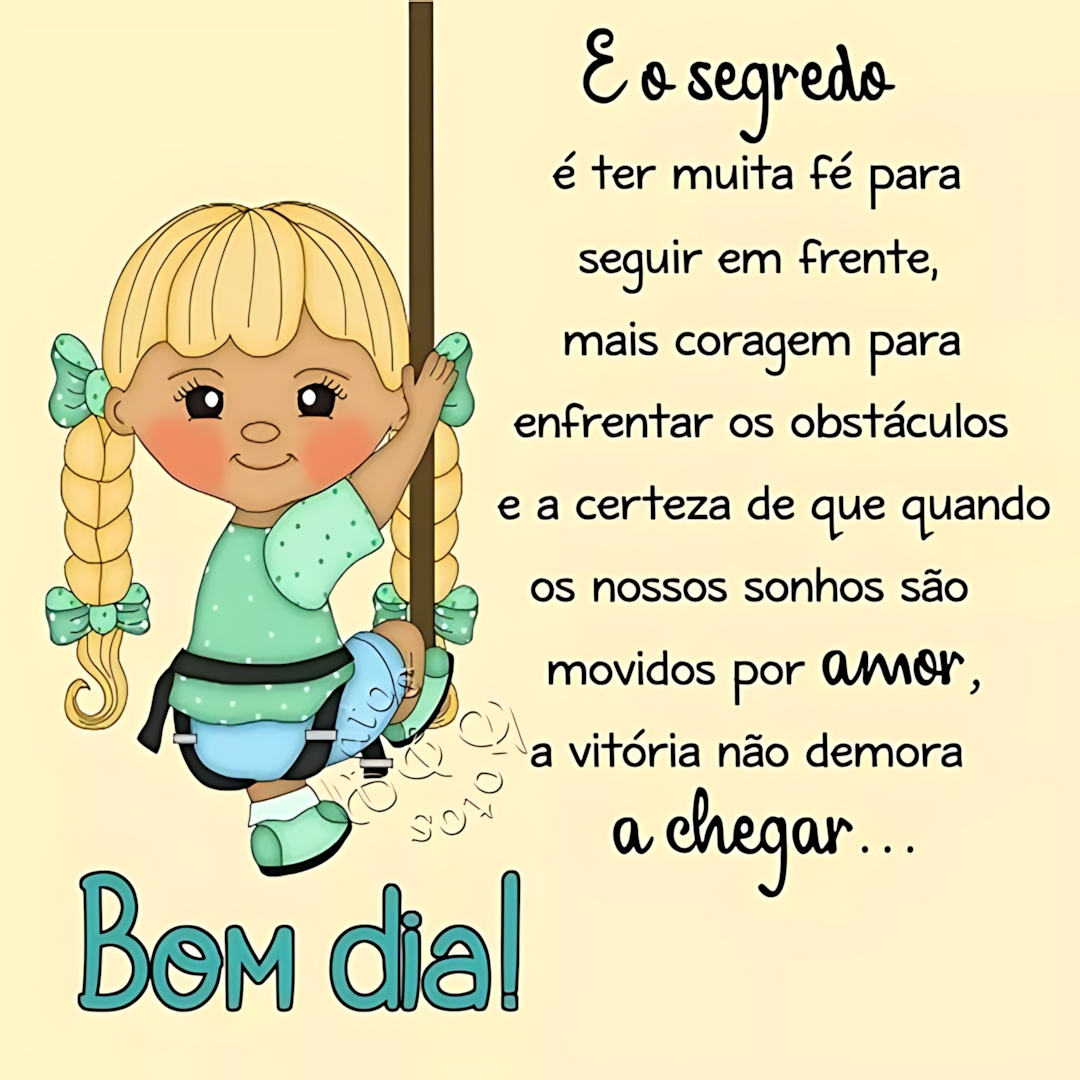 E o segredo
é ter muita fé para
seguir em frente,
mais coragem para
enfrentar os obstáculos
e a certeza de que quando
os nossos sonhos são
movidos por amor,
a vitória não demora
a chegar...
Bom dia!